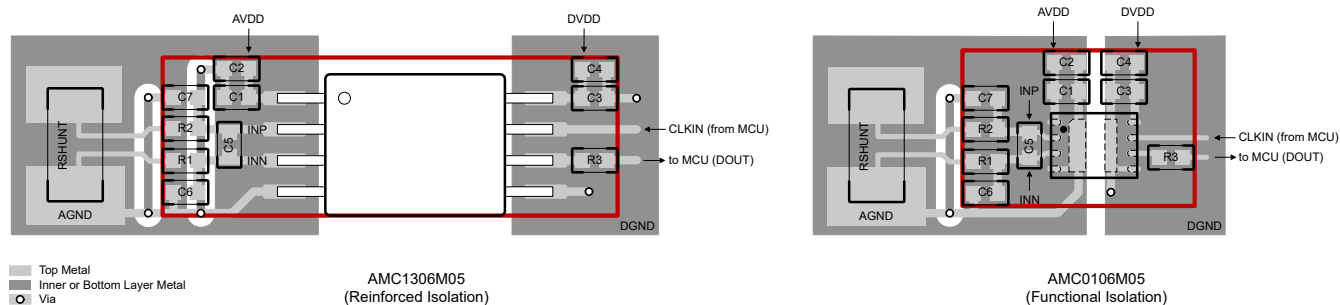 AVDD
DVDD
C2
C4
C7
C1
C3
R2
INP
CLKIN (from MCU)
RSHUNT
C5
R1
INN
R3
to MCU (DOUT)
C6
AGND
DGND
Top Metal
Inner or Bottom Layer Metal
Via
AMC1306M05
(Reinforced Isolation)
AVDD
DVDD
C2
C4
C7
INP
C1
C3
R2
CLKIN (from MCU)
RSHUNT
C5
R1
R3
to MCU (DOUT)
C6
INN
AGND
DGND
AMC0106M05
(Functional Isolation)